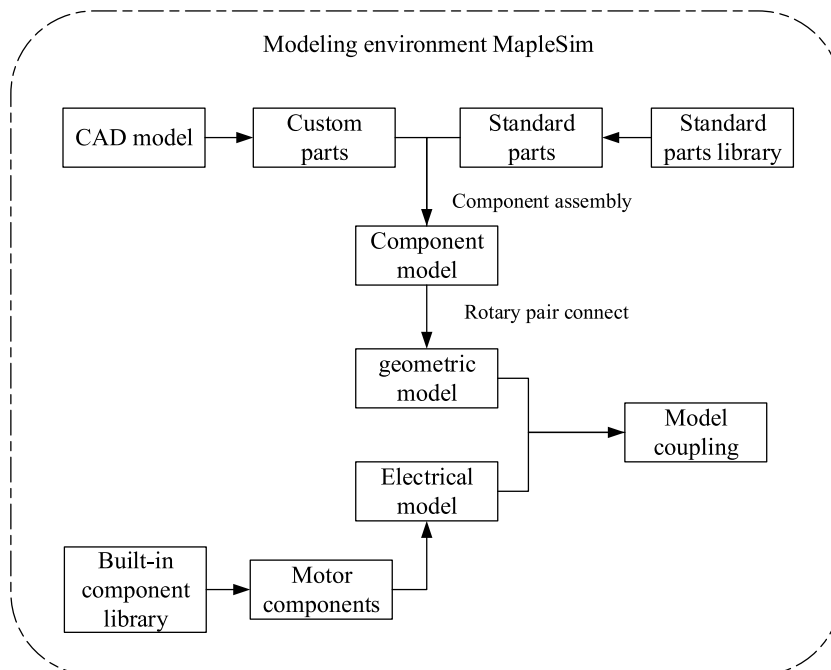 Modeling environment MapleSim
CAD model
Custom
parts
Standard
parts
Standard
parts library
Component assembly
Component
model
Rotary pair connect
geometric
model
Model
coupling
Electrical
model
Built-in
component
library
Motor
components